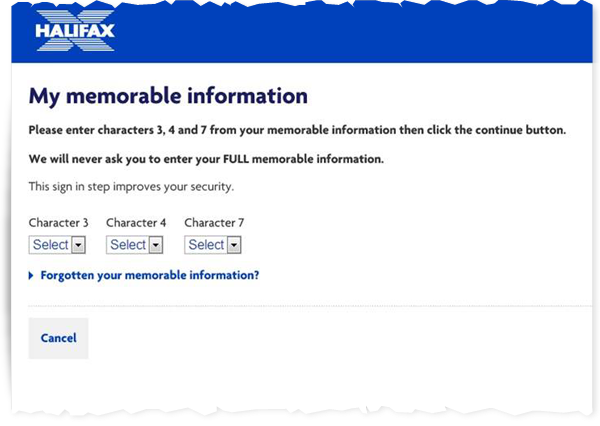 HALIFAX
My memorable information
Please enter characters 3, 4 and 7 from your memorable information then click the continue button.
We will never ask you to enter your FULL memorable information.
This sign in step improves your security.
Character 3 Character 4 Character 7
Select Select Select
Forgotten your memorable information?
Cancel